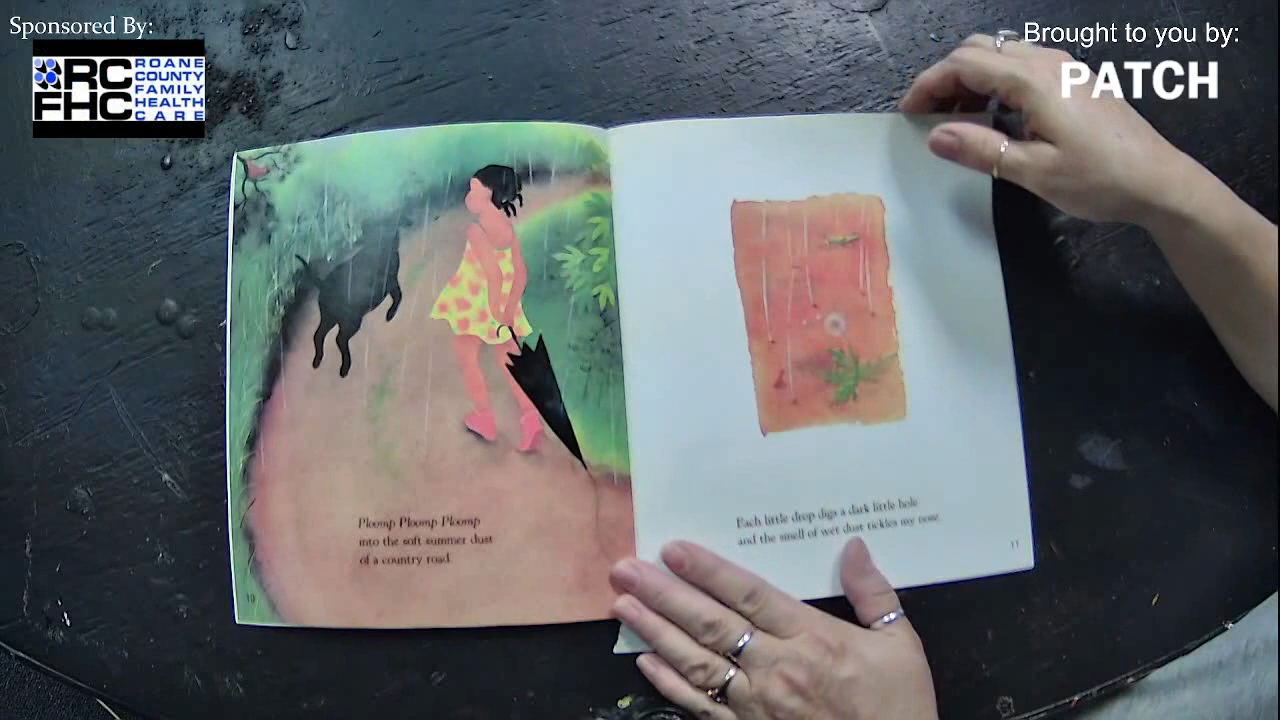 Sponsored By:
RC
FHC
ROANE
COUNTY
FAMILY
HEALTH
CARE
Brought to you by:
PATCH
Ploomp Ploomp Ploomp
into the soft summer dust
of a country road.
10
Each little drop digs a dark little hole
and the smell of wet dust tickles my nose.
11